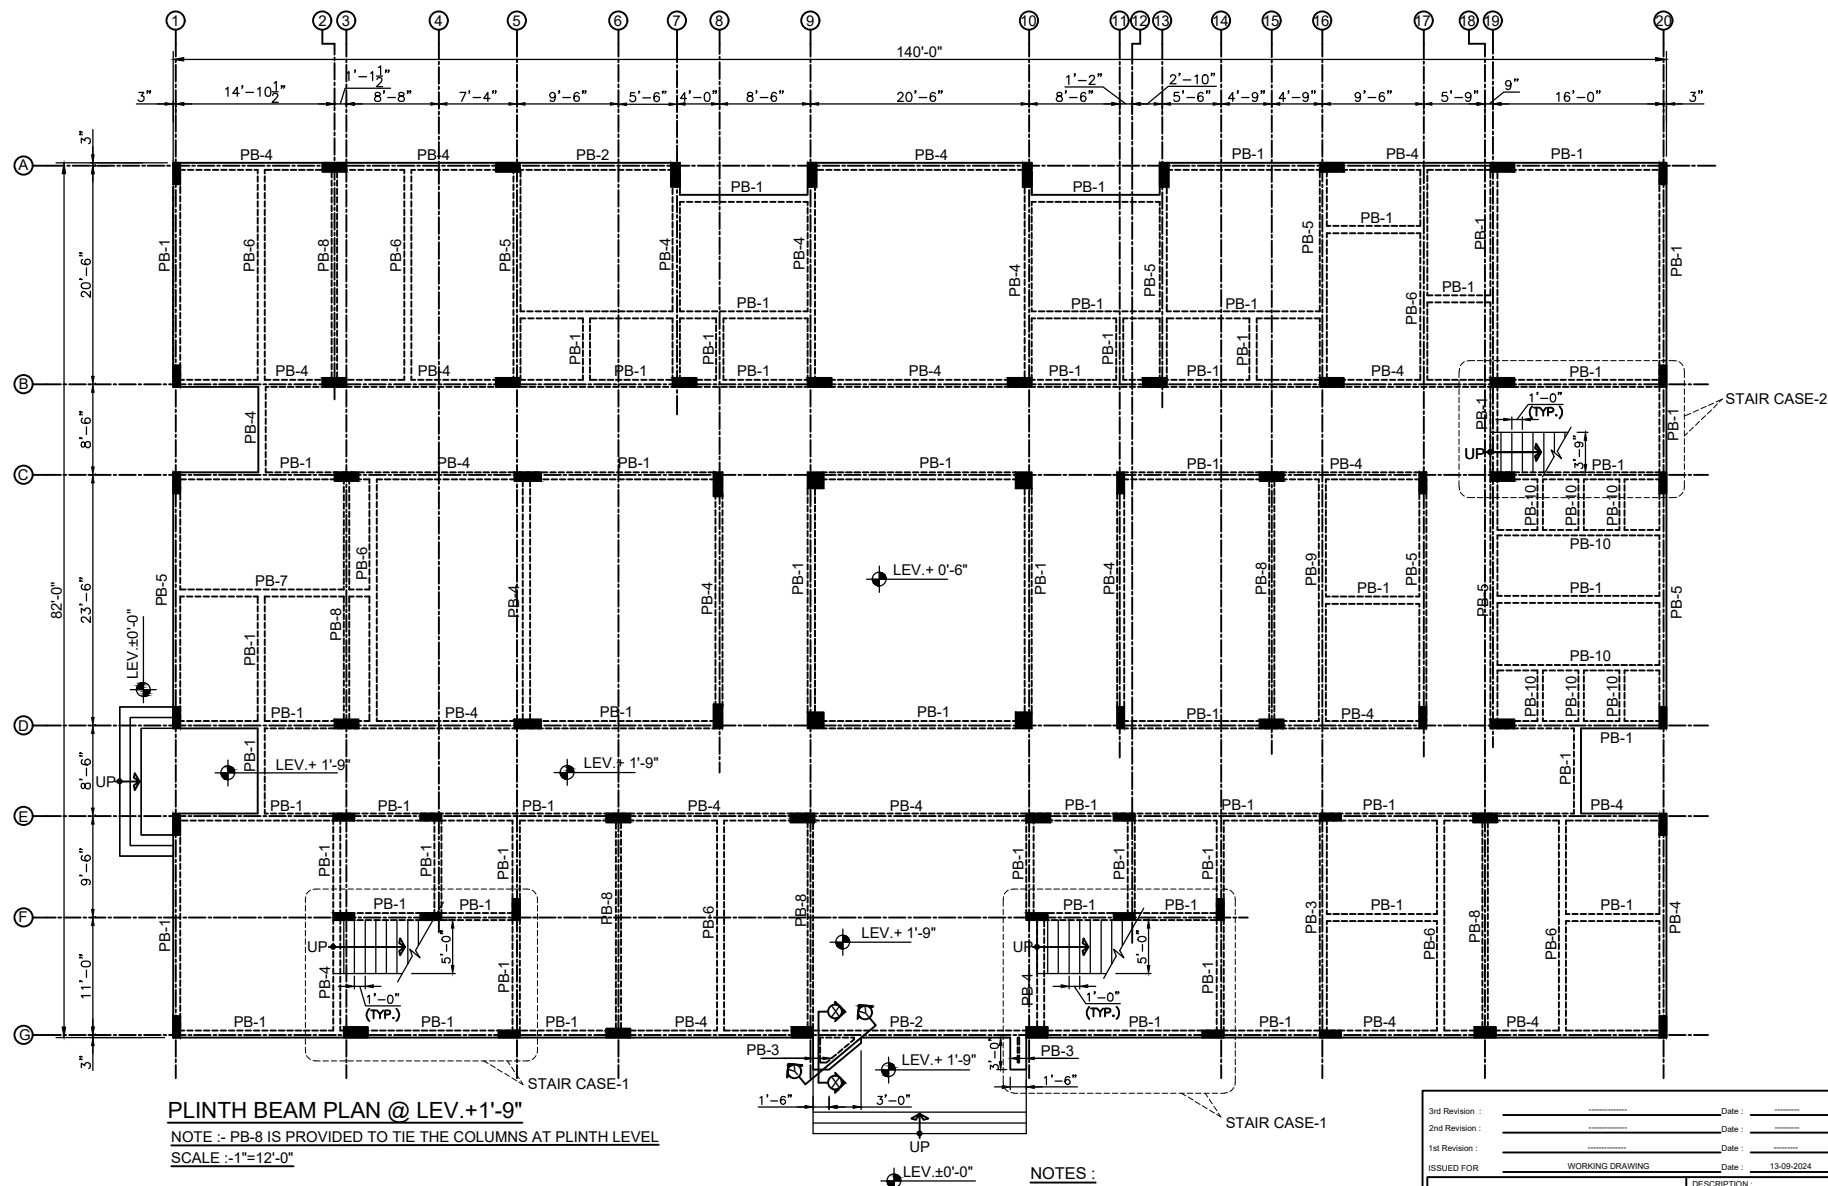 1 2 3 4 5 6 7 8 9 10 11 12 13 14 15 16 17 18 19 20
140'-0"
3" 14'-10 1/2" 1'-1 1/2" 8'-8" 7'-4" 9'-6" 5'-6" 4'-0" 8'-6" 20'-6" 8'-6" 1'-2" 2'-10" 5'-6" 4'-9" 4'-9" 9'-6" 5'-9" 9" 16'-0" 3"
3"
A
PB-4 PB-4 PB-2 PB-4 PB-1 PB-4 PB-1
PB-1 PB-1
PB-1
20'-6"
PB-1 PB-6 PB-8 PB-6 PB-5 PB-4 PB-4 PB-4 PB-5 PB-5 PB-6 PB-1 PB-1
PB-1 PB-1 PB-1 PB-1
PB-1 PB-1 PB-1 PB-1
B
PB-4 PB-4 PB-1 PB-1 PB-4 PB-1 PB-1 PB-4 PB-1
8'-6"
PB-4 PB-1 1'-0" (TYP.) 3'-9" PB-1
STAIR CASE-2
UP
C
PB-1 PB-4 PB-1 PB-1 PB-1 PB-4 PB-1
PB-10 PB-10 PB-10
PB-10
82'-0"
23'-6"
PB-5 PB-7 PB-6 PB-8 PB-4 PB-4 PB-1 LEV.+ 0'-6" PB-1 PB-4 PB-8 PB-9 PB-1 PB-5 PB-5 PB-1 PB-5
LEV.±0'-0"
PB-1
PB-10
PB-10 PB-10 PB-10
D
PB-1 PB-4 PB-1 PB-1 PB-1 PB-4
PB-1
8'-6"
UP
PB-1 LEV.+ 1'-9" LEV.+ 1'-9" PB-1
E
PB-1 PB-1 PB-1 PB-4 PB-4 PB-1 PB-1 PB-1 PB-4
9'-6"
PB-1 PB-1 PB-1 PB-1 PB-1 PB-1
F
PB-1 PB-1 PB-1 PB-1 PB-1 PB-1
PB-1 PB-8 PB-6 PB-8 PB-3 PB-6 PB-8 PB-6 PB-4
11'-0"
UP 5'-0" LEV.+ 1'-9" UP 5'-0"
PB-4 PB-1 PB-4 PB-1
1'-0" (TYP.) 1'-0" (TYP.)
G
PB-1 PB-1 PB-1 PB-4 PB-2 PB-1 PB-1 PB-4 PB-4
3"
PB-3 LEV.+ 1'-9" 3'-0" PB-3
1'-6" 3'-0" 1'-6"
STAIR CASE-1
STAIR CASE-1
UP
LEV.±0'-0"
PLINTH BEAM PLAN @ LEV.+1'-9"
NOTE :- PB-8 IS PROVIDED TO TIE THE COLUMNS AT PLINTH LEVEL
SCALE :-1"=12'-0"
NOTES :
3rd Revision : ------------- Date : ---------
2nd Revision : ------------- Date : ---------
1st Revision : ------------- Date : ---------
ISSUED FOR WORKING DRAWING Date : 13-09-2024
DESCRIPTION :